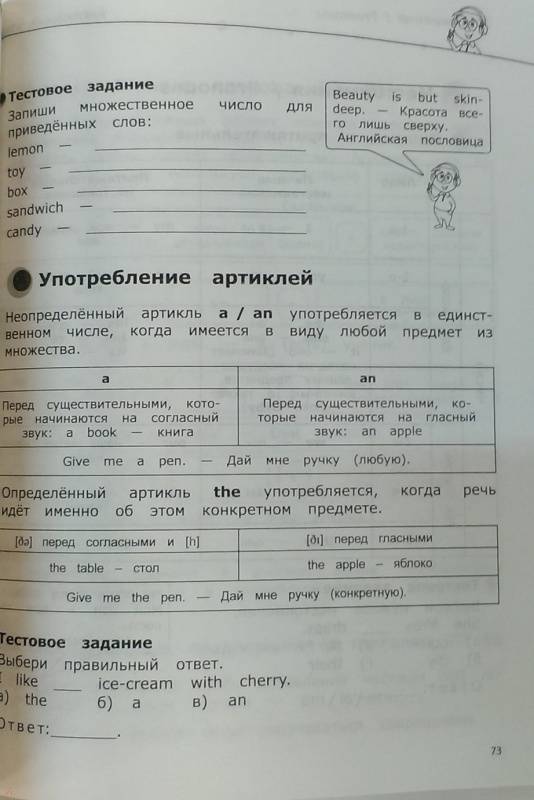 Тестовое задание
Запиши множественное число для
приведённых слов:
lemon —
toy —
box —
sandwich —
candy —
Beauty is but skin-
deep. — Красота все-
го лишь сверху.
Английская пословица
Употребление артиклей
Неопределённый артикль a / an употребляется в единст-
венном числе, когда имеется в виду любой предмет из
множества.
a
an
Перед существительными, кото-
рые начинаются на согласный
звук: a book — книга
Перед существительными, ко-
торые начинаются на гласный
звук: an apple
Give me a pen. — Дай мне ручку (любую).
Определённый артикль the употребляется, когда речь
идёт именно об этом конкретном предмете.
[ðə] перед согласными и [h]
[ðı] перед гласными
the table — стол
the apple — яблоко
Give me the pen. — Дай мне ручку (конкретную).
Тестовое задание
Выбери правильный ответ.
I like ___ ice-cream with cherry.
а) the б) a в) an
Ответ:________.
73